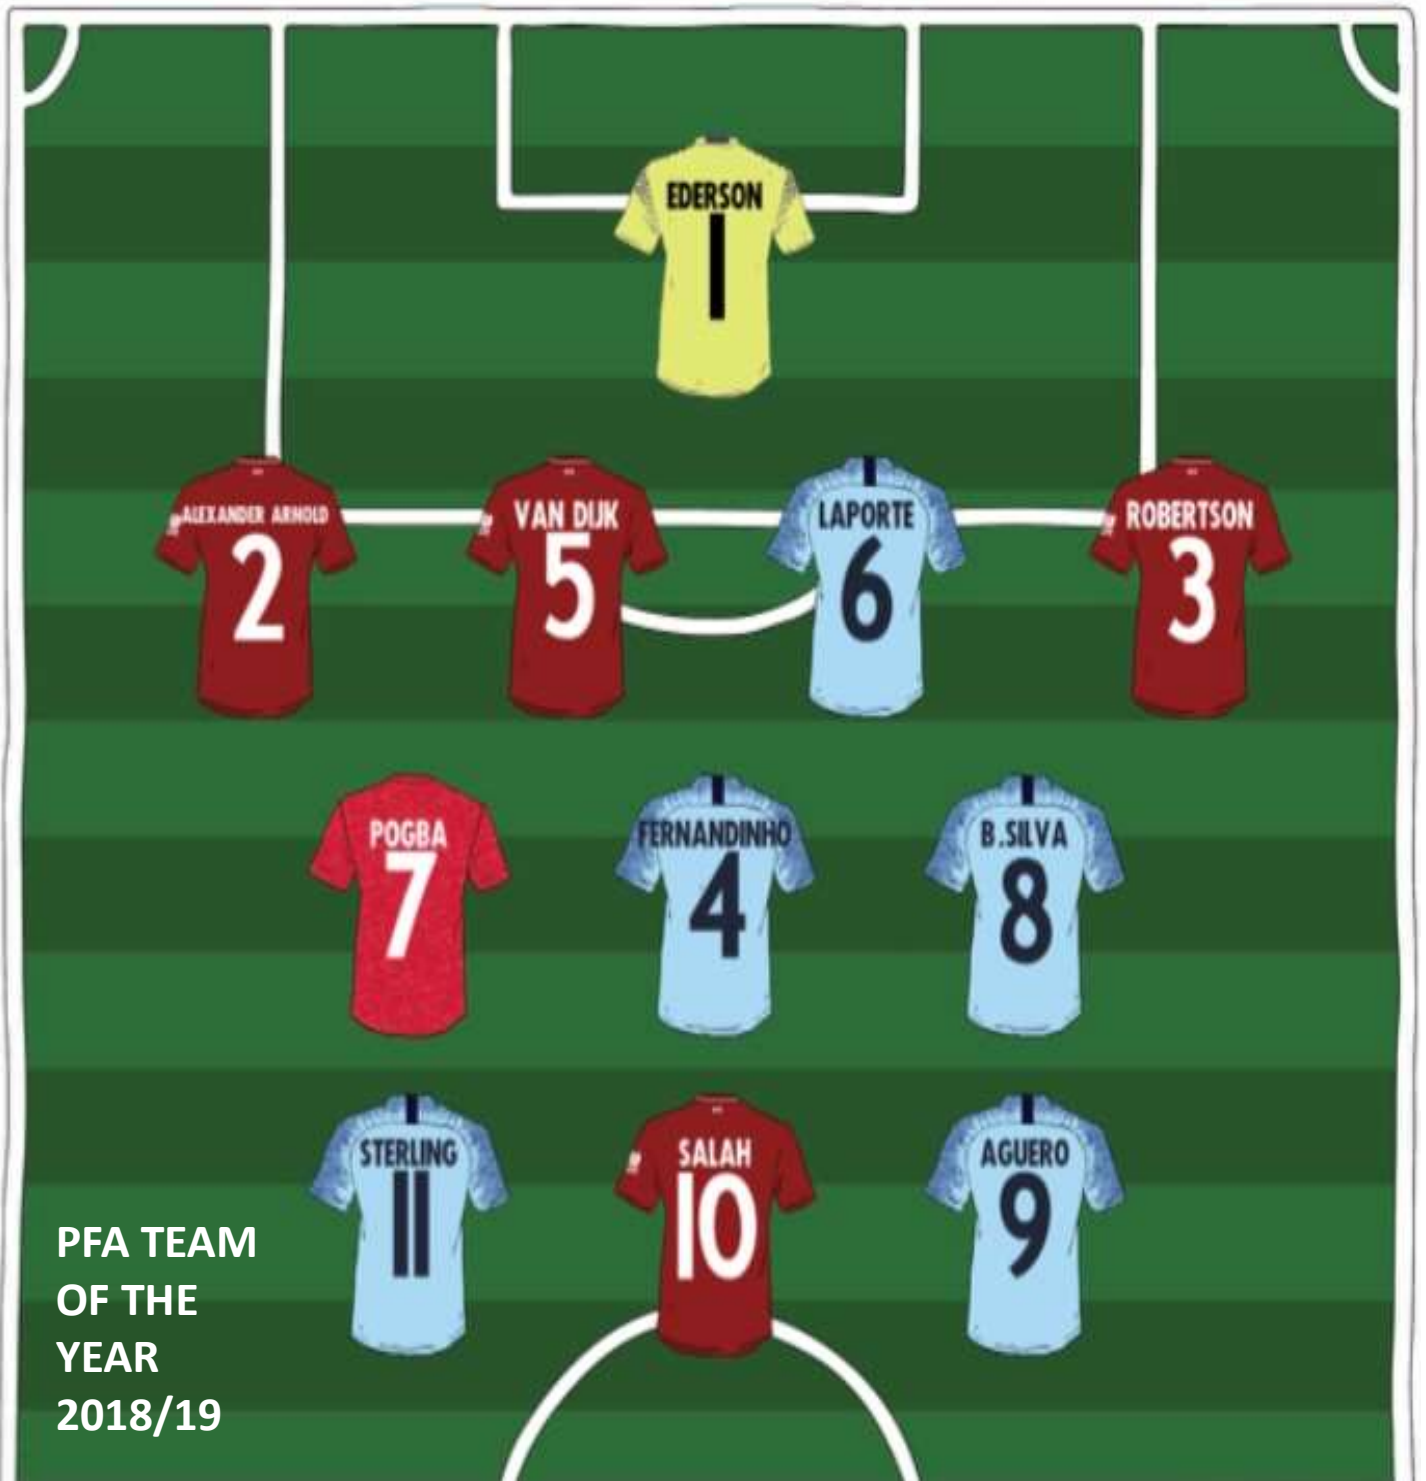 EDERSON
1
ALEXANDER ARNOLD
2
VAN DIJK
5
LAPORTE
6
ROBERTSON
3
POGBA
7
FERNANDINHO
4
B.SILVA
8
STERLING
11
SALAH
10
AGUERO
9
PFA TEAM
OF THE
YEAR
2018/19